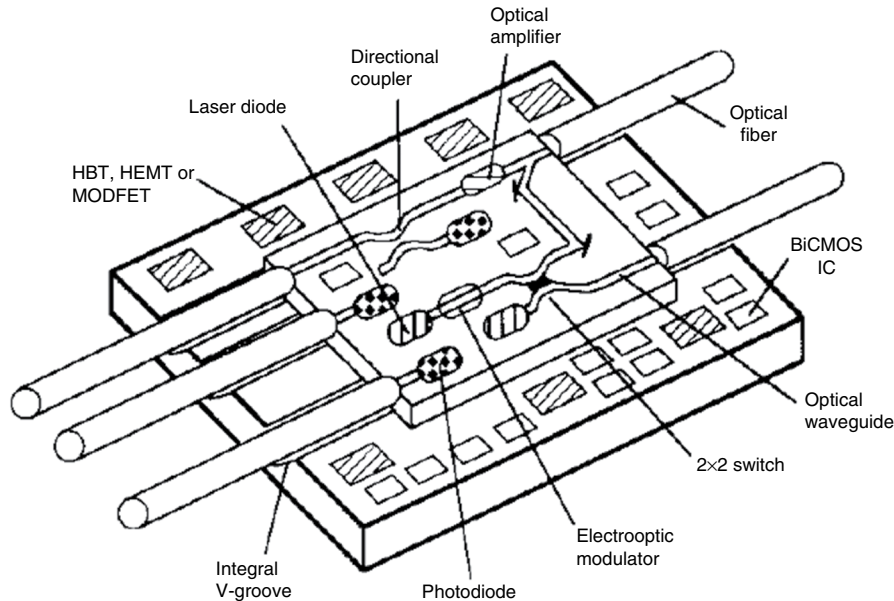 Optical
amplifier
Directional
coupler
Laser diode
Optical
fiber
HBT, HEMT or
MODFET
BiCMOS
IC
Optical
waveguide
2×2 switch
Electrooptic
modulator
Integral
V-groove
Photodiode